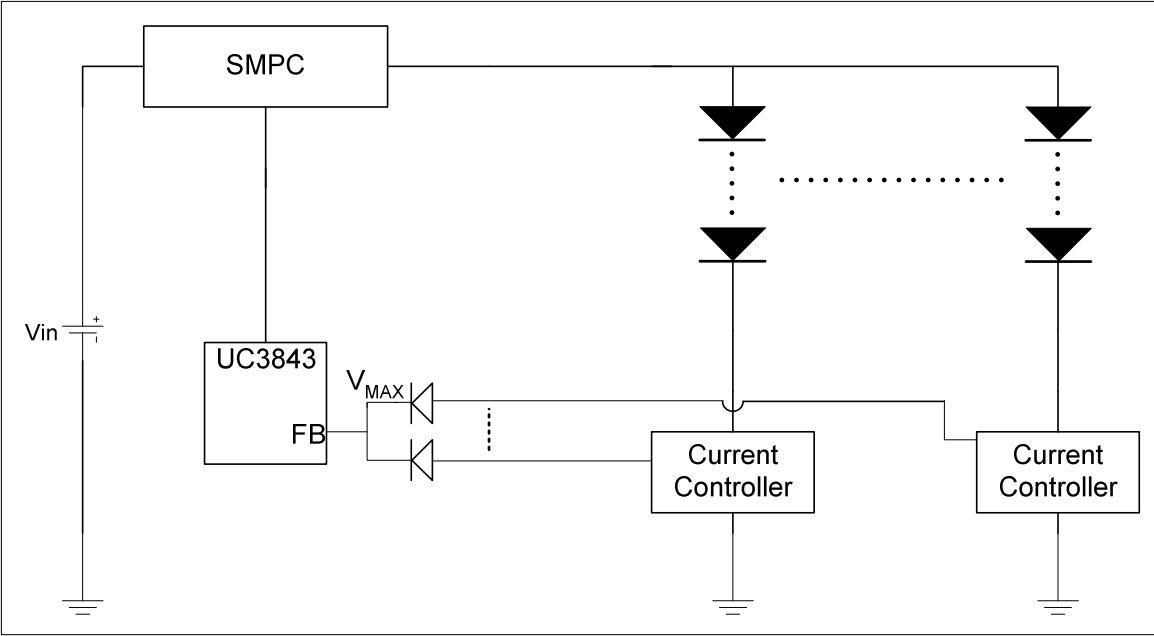 SMPC
Vin
+
-
UC3843
VMAX
FB
Current
Controller
Current
Controller